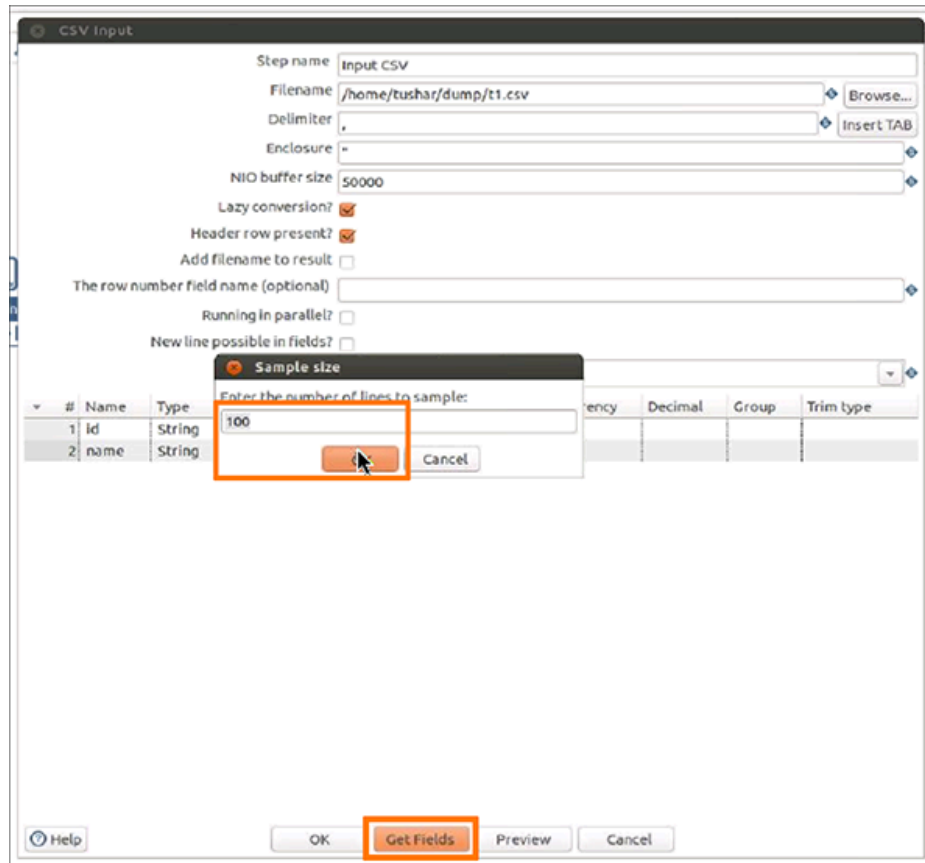 CSV Input
Step name Input CSV
Filename /home/tushar/dump/t1.csv Browse...
Delimiter , Insert TAB
Enclosure "
NIO buffer size 50000
Lazy conversion?
Header row present?
Add filename to result
The row number field name (optional)
Running in parallel?
New line possible in fields?
Sample size
Enter the number of lines to sample:
100
Cancel
# Name Type Decimal Group Trim type
1 id String
2 name String
Help OK Get Fields Preview Cancel